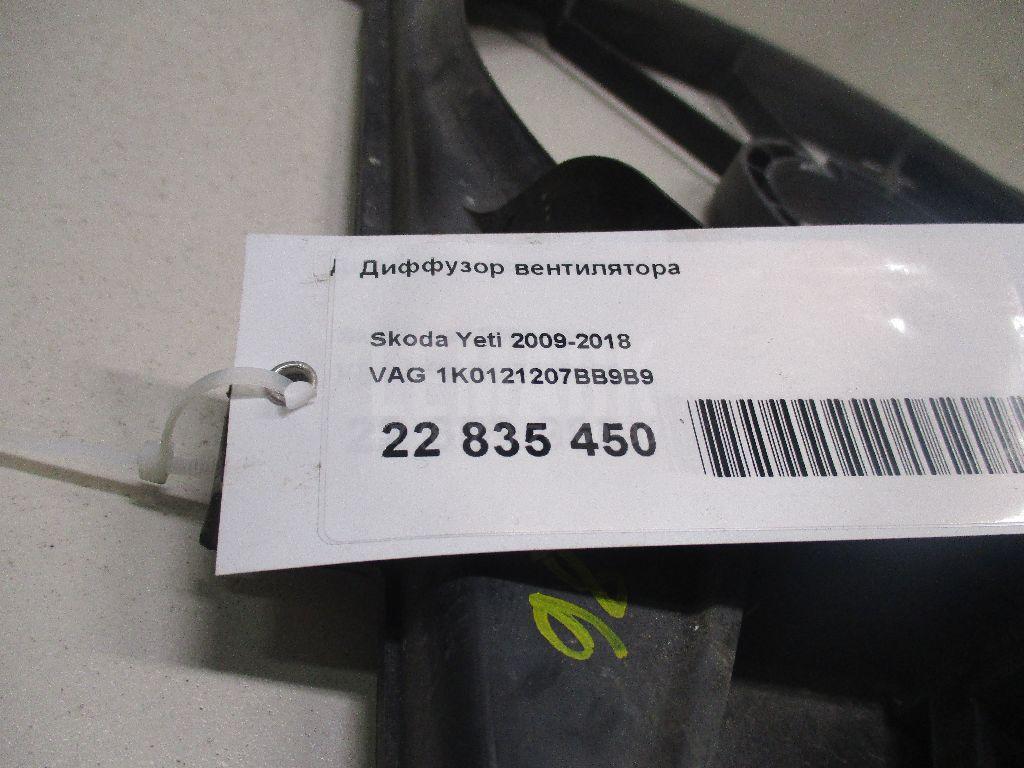 Диффузор вентилятора
Skoda Yeti 2009-2018
VAG 1K0121207BB9B9
22 835 450